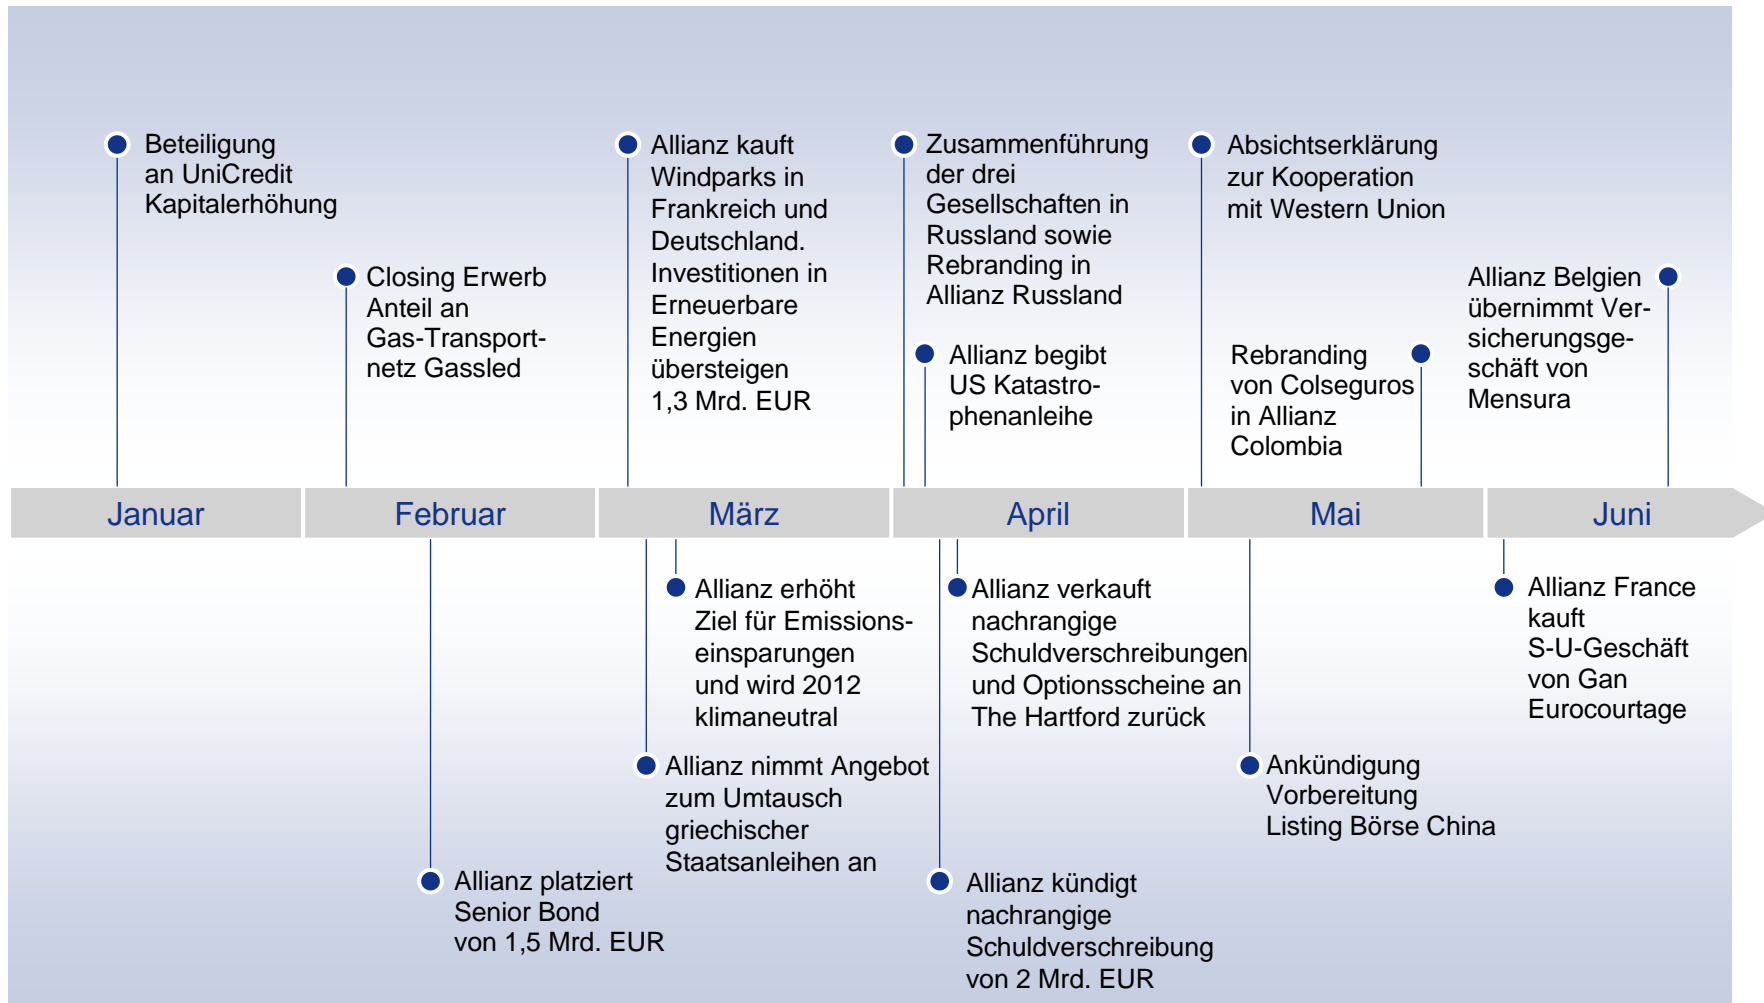 Beteiligung
an UniCredit
Kapitalerhöhung
Closing Erwerb
Anteil an
Gas-Transport-
netz Gassled
Allianz kauft
Windparks in
Frankreich und
Deutschland.
Investitionen in
Erneuerbare
Energien
übersteigen
1,3 Mrd. EUR
Zusammenführung
der drei
Gesellschaften in
Russland sowie
Rebranding in
Allianz Russland
Allianz begibt
US Katastro-
phenanleihe
Absichtserklärung
zur Kooperation
mit Western Union
Rebranding
von Colseguros
in Allianz
Colombia
Allianz Belgien
übernimmt Ver-
sicherungsge-
schäft von
Mensura
Januar
Februar
März
April
Mai
Juni
Allianz platziert
Senior Bond
von 1,5 Mrd. EUR
Allianz erhöht
Ziel für Emissions-
einsparungen
und wird 2012
klimaneutral
Allianz nimmt Angebot
zum Umtausch
griechischer
Staatsanleihen an
Allianz verkauft
nachrangige
Schuldverschreibungen
und Optionsscheine an
The Hartford zurück
Allianz kündigt
nachrangige
Schuldverschreibung
von 2 Mrd. EUR
Ankündigung
Vorbereitung
Listing Börse China
Allianz France
kauft
S-U-Geschäft
von Gan
Eurocourtage